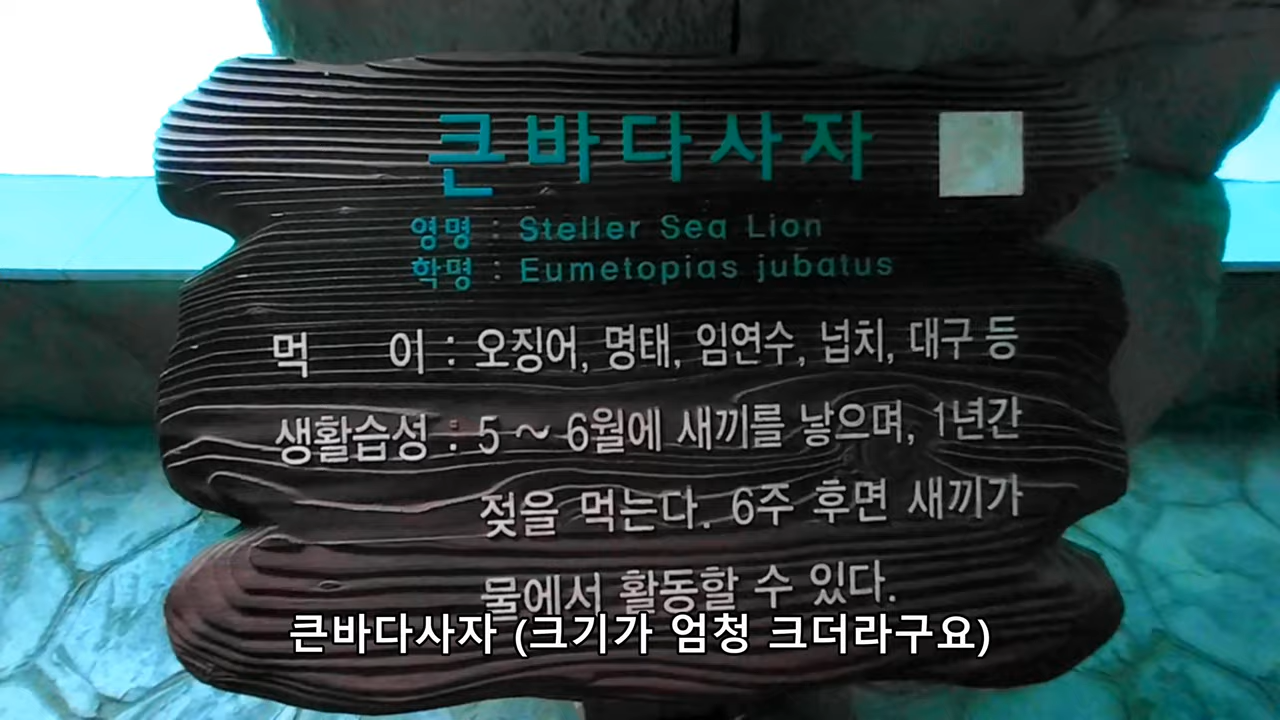 큰바다사자
영명 : Steller Sea Lion
학명 : Eumetopias jubatus
먹 이 : 오징어, 명태, 임연수, 넙치, 대구 등
생활습성 : 5 ~ 6월에 새끼를 낳으며, 1년간
젖을 먹는다. 6주 후면 새끼가
물에서 활동할 수 있다.
큰바다사자 (크기가 엄청 크더라구요)